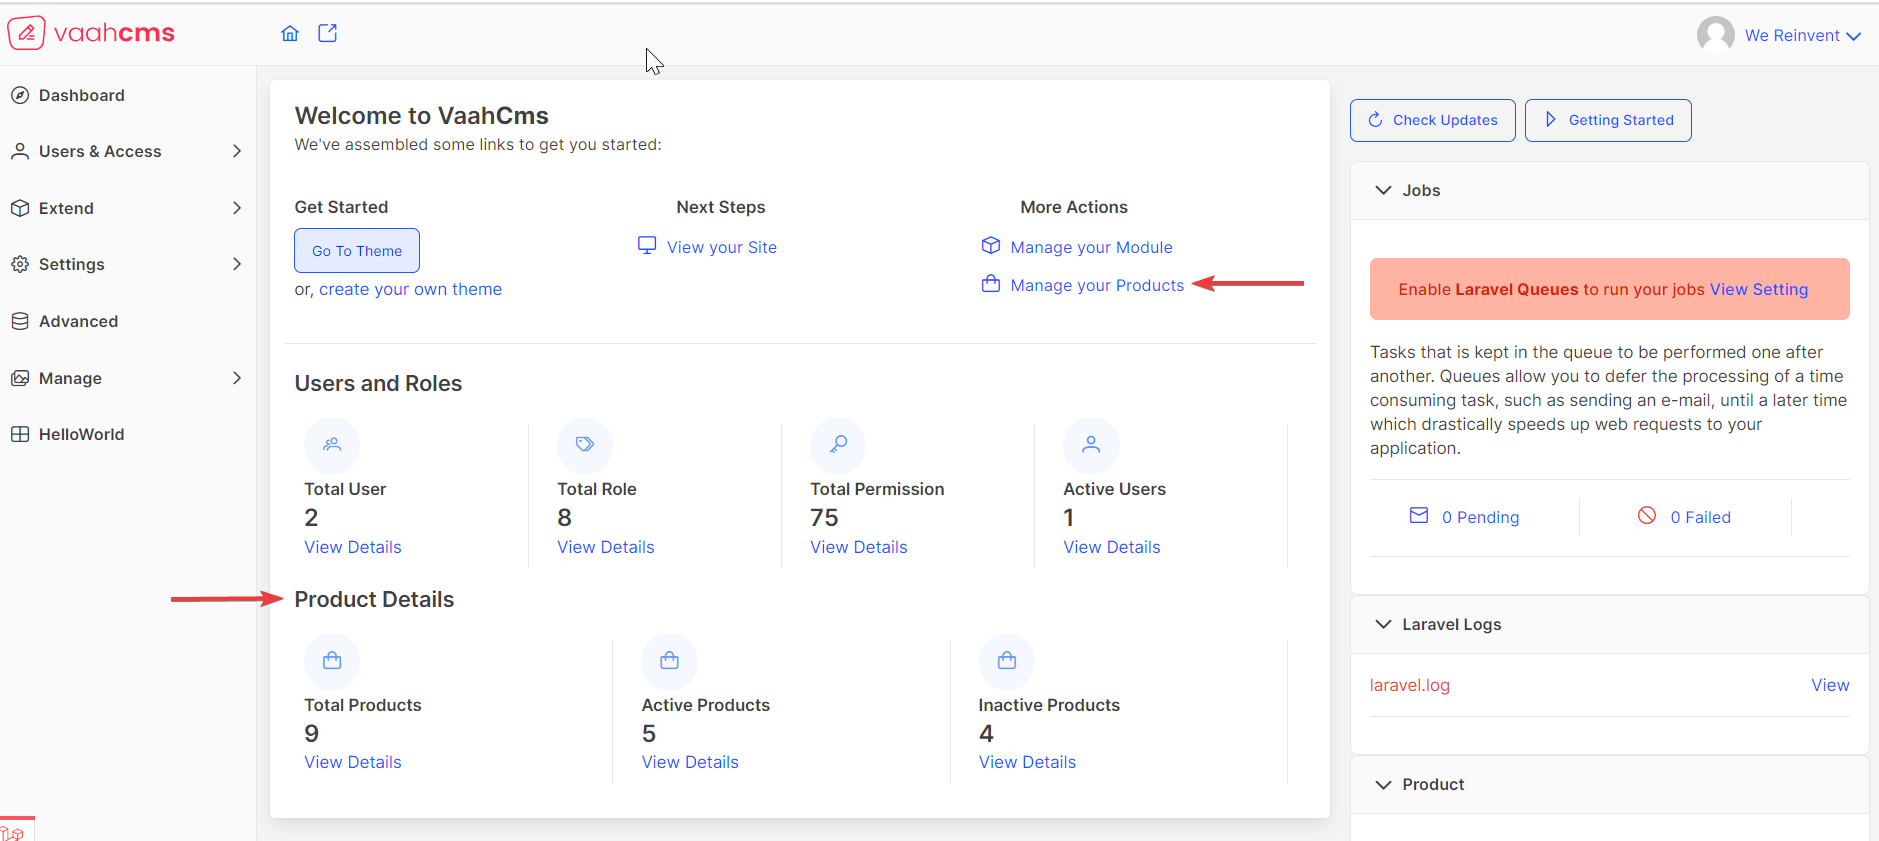 vaahcms
We Reinvent
Dashboard
Users & Access
Extend
Settings
Advanced
Manage
HelloWorld
Welcome to VaahCms
We've assembled some links to get you started:
Get Started
Go To Theme
or, create your own theme
Next Steps
View your Site
More Actions
Manage your Module
Manage your Products
Users and Roles
Total User
2
View Details
Total Role
8
View Details
Total Permission
75
View Details
Active Users
1
View Details
Product Details
Total Products
9
View Details
Active Products
5
View Details
Inactive Products
4
View Details
Check Updates
Getting Started
Jobs
Enable Laravel Queues to run your jobs View Setting
Tasks that is kept in the queue to be performed one after
another. Queues allow you to defer the processing of a time
consuming task, such as sending an e-mail, until a later time
which drastically speeds up web requests to your
application.
0 Pending
0 Failed
Laravel Logs
laravel.log
View
Product